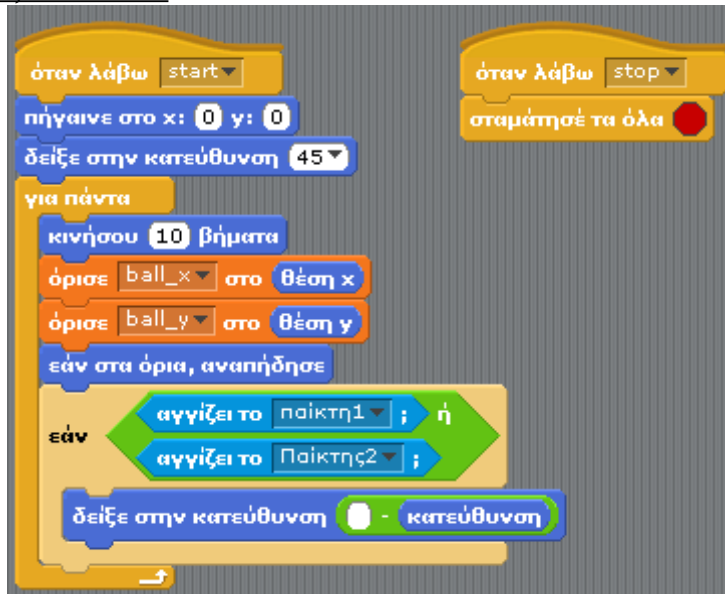 όταν λάβω start
πήγαινε στο x: 0 y: 0
δείξε στην κατεύθυνση 45
για πάντα
κινήσου 10 βήματα
όρισε ball_x στο θέση x
όρισε ball_y στο θέση y
εάν στα όρια, αναπήδησε
εάν αγγίζει το παίκτη1 ; ή
αγγίζει το Παίκτης2 ;
δείξε στην κατεύθυνση - κατεύθυνση
όταν λάβω stop
σταμάτησέ τα όλα